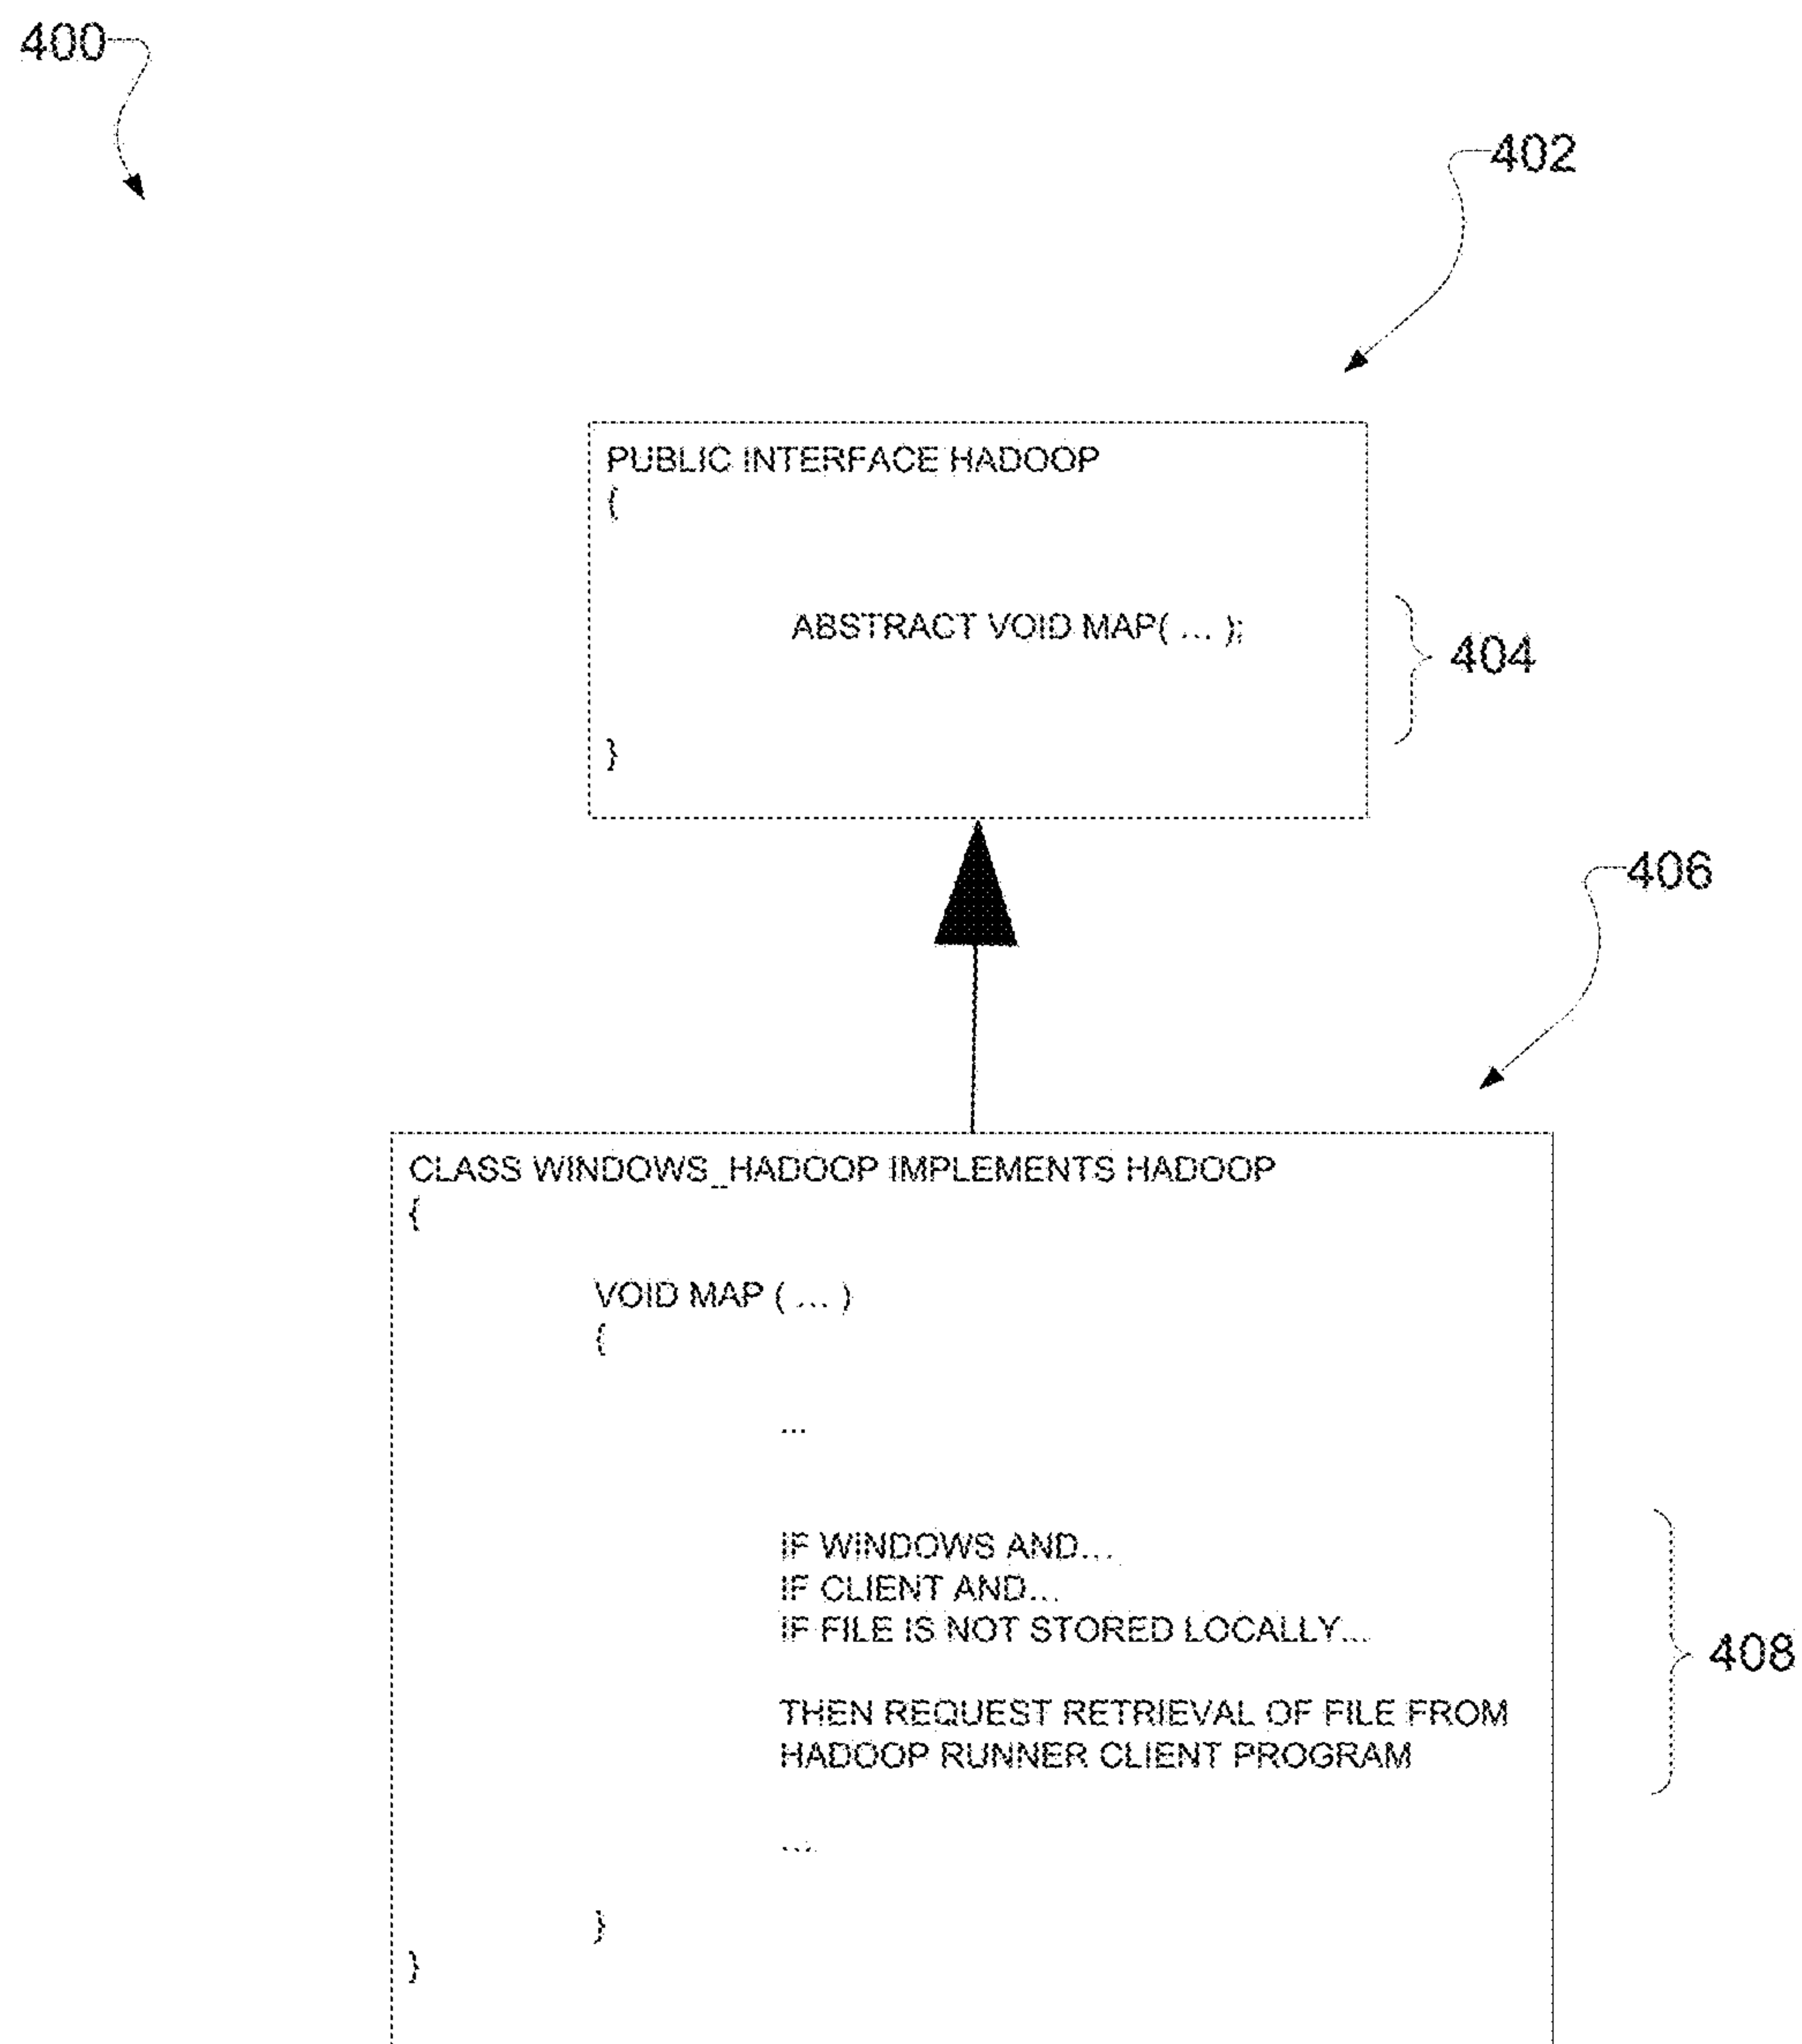 400
402
PUBLIC INTERFACE HADOOP
{
ABSTRACT VOID MAP( ... );
404
}
406
CLASS WINDOWS_HADOOP IMPLEMENTS HADOOP
{
VOID MAP ( ... )
{
...
IF WINDOWS AND...
IF CLIENT AND...
IF FILE IS NOT STORED LOCALLY...
408
THEN REQUEST RETRIEVAL OF FILE FROM
HADOOP RUNNER CLIENT PROGRAM
...
}
}